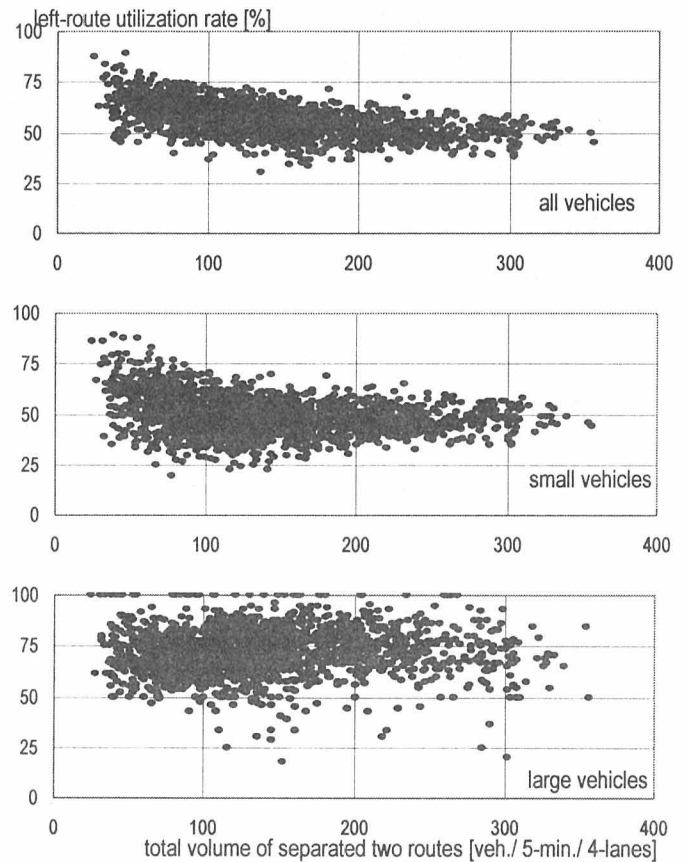 left-route utilization rate [%]
100
75
50
25
0
0 100 200 300 400
all vehicles
100
75
50
25
0
0 100 200 300 400
small vehicles
100
75
50
25
0
0 100 200 300 400
large vehicles
total volume of separated two routes [veh./ 5-min./ 4-lanes]